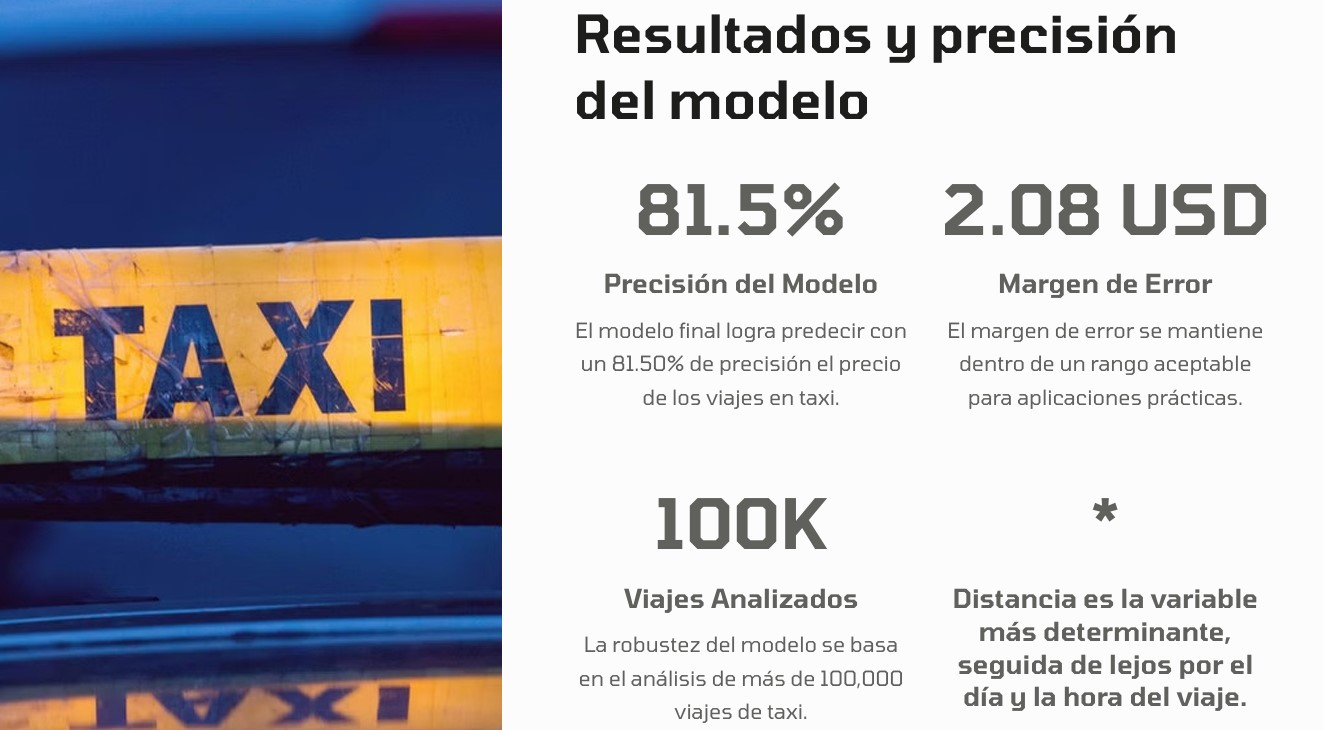 TAXI
Resultados y precisión
del modelo
81.5%
Precisión del Modelo
El modelo final logra predecir con
un 81.50% de precisión el precio
de los viajes en taxi.
2.08 USD
Margen de Error
El margen de error se mantiene
dentro de un rango aceptable
para aplicaciones prácticas.
100K
Viajes Analizados
La robustez del modelo se basa
en el análisis de más de 100,000
viajes de taxi.
*
Distancia es la variable
más determinante,
seguida de lejos por el
día y la hora del viaje.